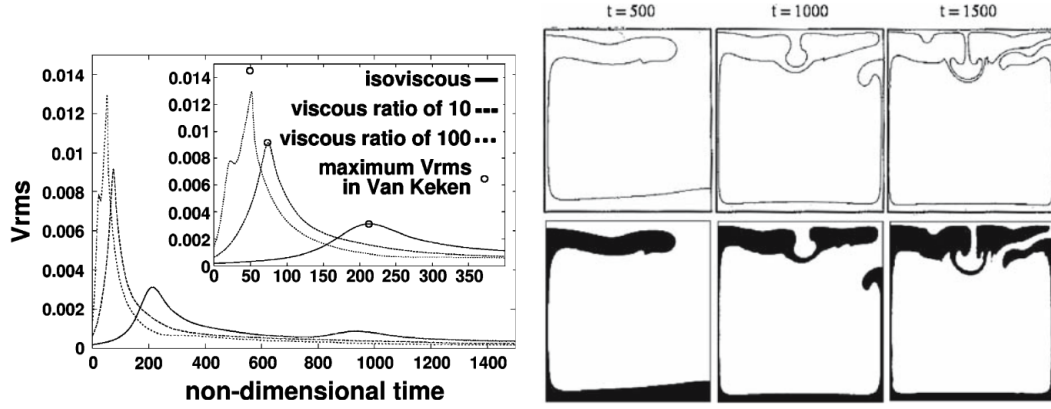 0.014
0.012
0.01
0.008
0.006
0.004
0.002
0
Vrms
0 200 400 600 800 1000 1200 1400
non-dimensional time
0.014
0.012
0.01
0.008
0.006
0.004
0.002
0
0 50 100 150 200 250 300 350
isoviscous
viscous ratio of 10
viscous ratio of 100
maximum Vrms
in Van Keken
t = 500 t = 1000 t = 1500